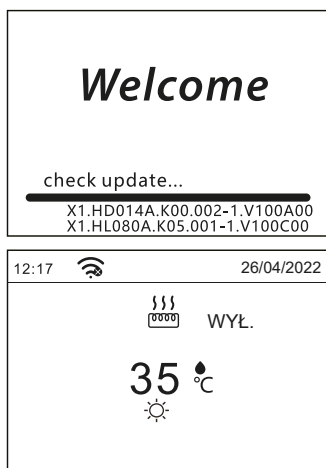 Welcome
check update...
X1.HD014A.K00.002-1.V100A00
X1.HL080A.K05.001-1.V100C00
12:17 26/04/2022
WYŁ.
35 °C